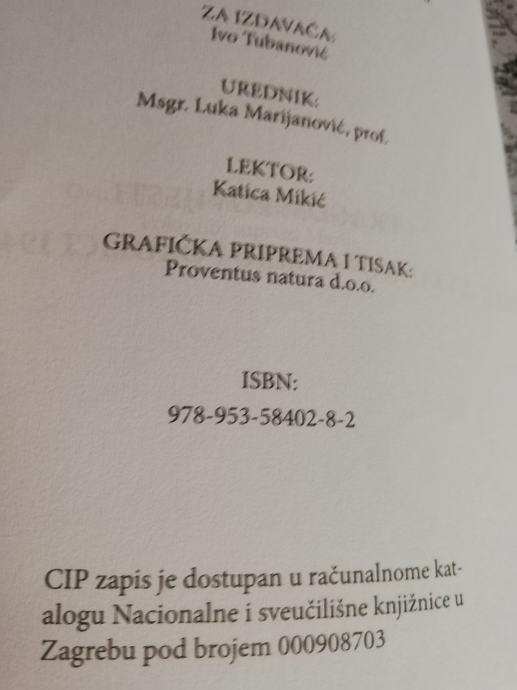 ZA IZDAVAČA:
Ivo Tubanović
UREDNIK:
Msgr. Luka Marijanović, prof.
LEKTOR:
Katica Mikić
GRAFIČKA PRIPREMA I TISAK:
Proventus natura d.o.o.
ISBN:
978-953-58402-8-2
CIP zapis je dostupan u računalnome kat-
alogu Nacionalne i sveučilišne knjižnice u
Zagrebu pod brojem 000908703